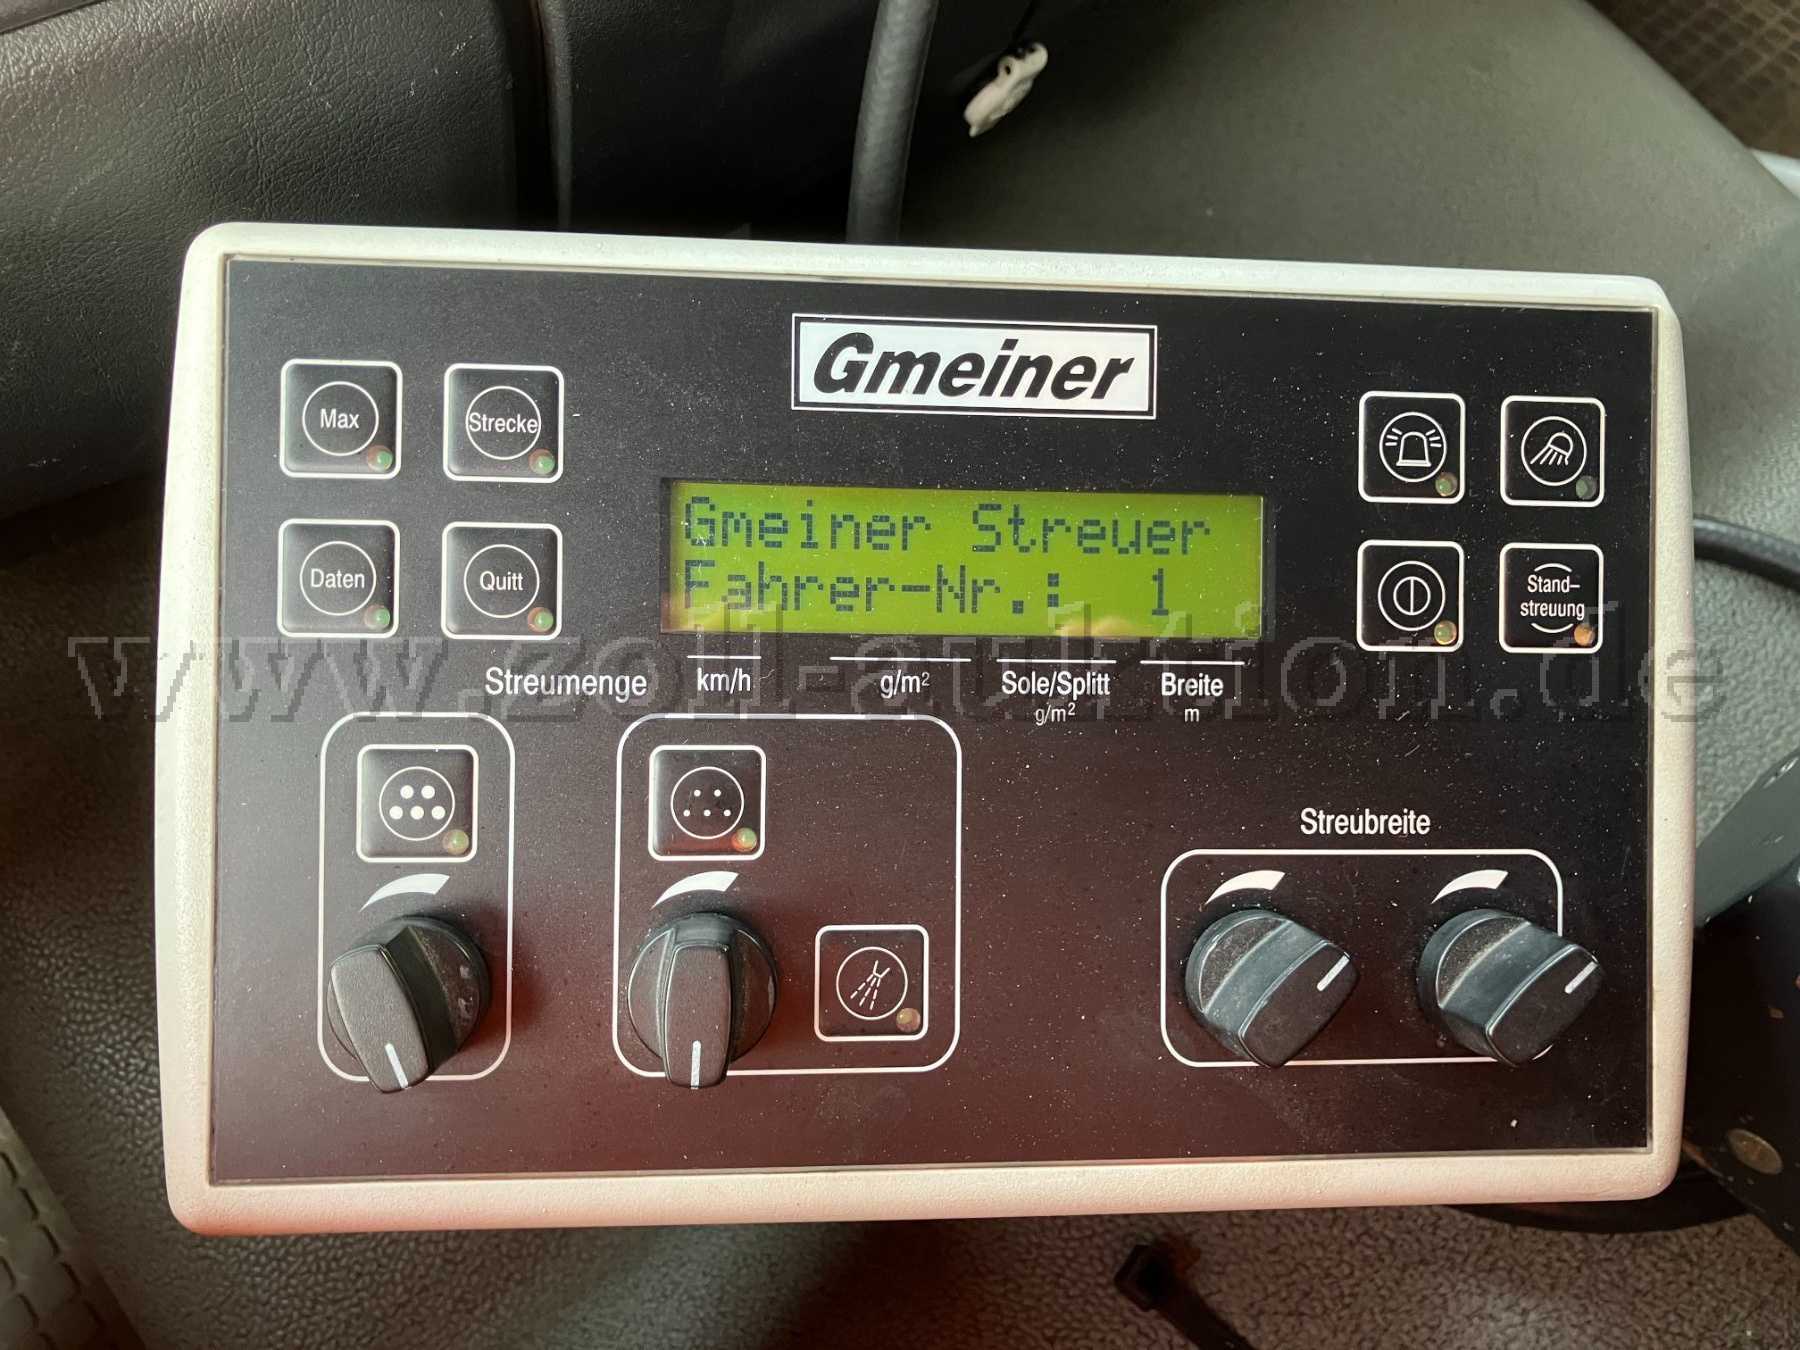 Gmeiner
Max
Strecke
Daten
Quitt
Gmeiner Streuer
Fahrer-Nr.: 1
Stand-
streuung
www.zoll-auktion.de
Streumenge
km/h
g/m²
Sole/Splitt
g/m²
Breite
m
Streubreite